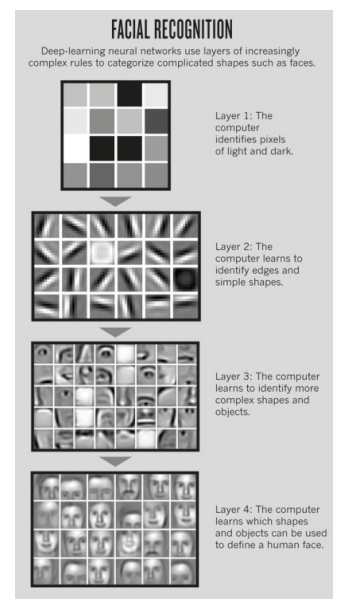 FACIAL RECOGNITION
Deep-learning neural networks use layers of increasingly
complex rules to categorize complicated shapes such as faces.
Layer 1: The
computer
identifies pixels
of light and dark.
Layer 2: The
computer learns to
identify edges and
simple shapes.
Layer 3: The computer
learns to identify more
complex shapes and
objects.
Layer 4: The computer
learns which shapes
and objects can be used
to define a human face.